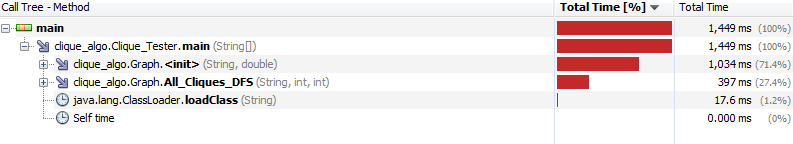 Call Tree - Method Total Time [%] Total Time
main 1,449 ms (100%)
clique_algo.Clique_Tester.main (String[]) 1,449 ms (100%)
clique_algo.Graph.<init> (String, double) 1,034 ms (71.4%)
clique_algo.Graph.All_Cliques_DFS (String, int, int) 397 ms (27.4%)
java.lang.ClassLoader.loadClass (String) 17.6 ms (1.2%)
Self time 0.000 ms (0%)